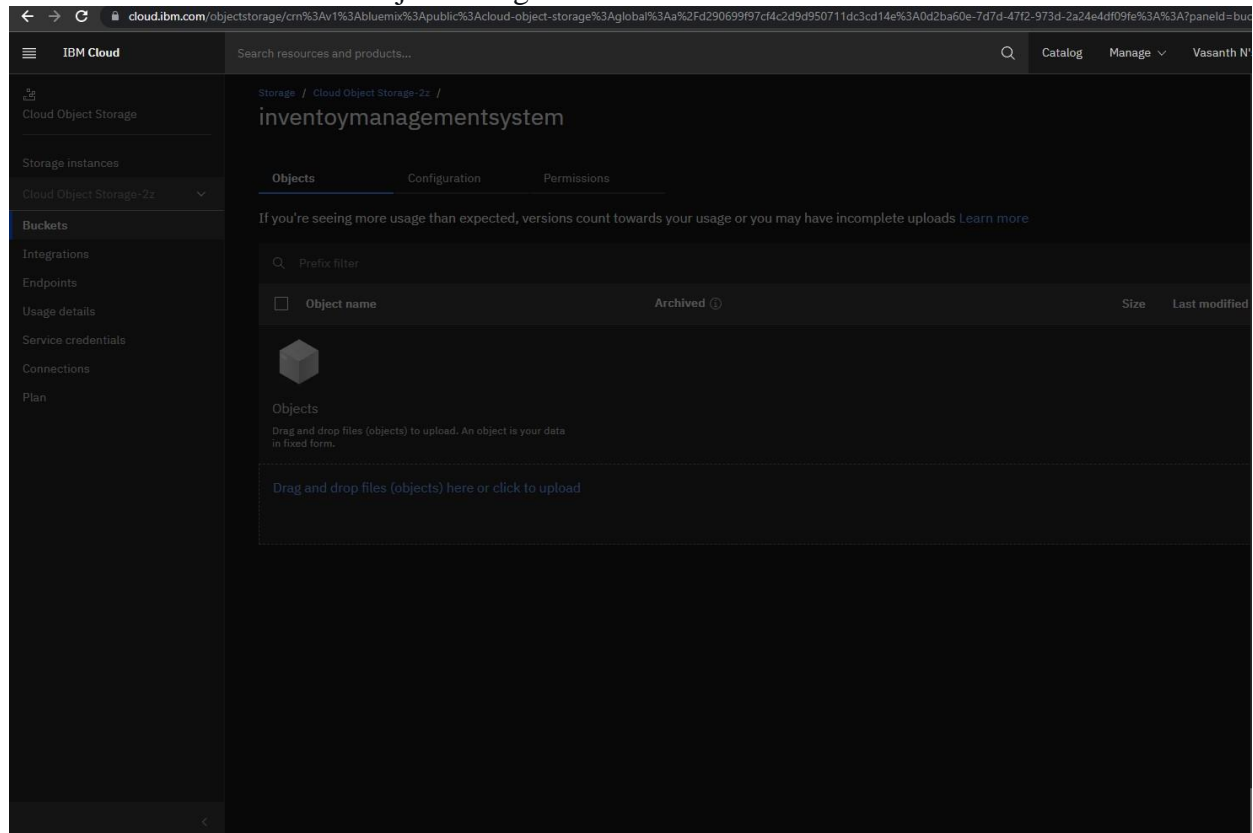 cloud.ibm.com/objectstorage/crn%3Av1%3Abluemix%3Apublic%3Acloud-object-storage%3Aglobal%3Aa%2Fd290699f97cf4c2d9d950711dc3cd14e%3A0d2ba60e-7d7d-47f2-973d-2a24e4df09fe%3A%3A?paneId=buc
IBM Cloud
Search resources and products...
Catalog
Manage
Vasanth N'
Cloud Object Storage
Storage / Cloud Object Storage-2z /
inventoymanagementsystem
Storage instances
Cloud Object Storage-2z
Buckets
Integrations
Endpoints
Usage details
Service credentials
Connections
Plan
Objects
Configuration
Permissions
If you're seeing more usage than expected, versions count towards your usage or you may have incomplete uploads Learn more
Prefix filter
Object name
Archived
Size
Last modified
Objects
Drag and drop files (objects) to upload. An object is your data
in fixed form.
Drag and drop files (objects) here or click to upload